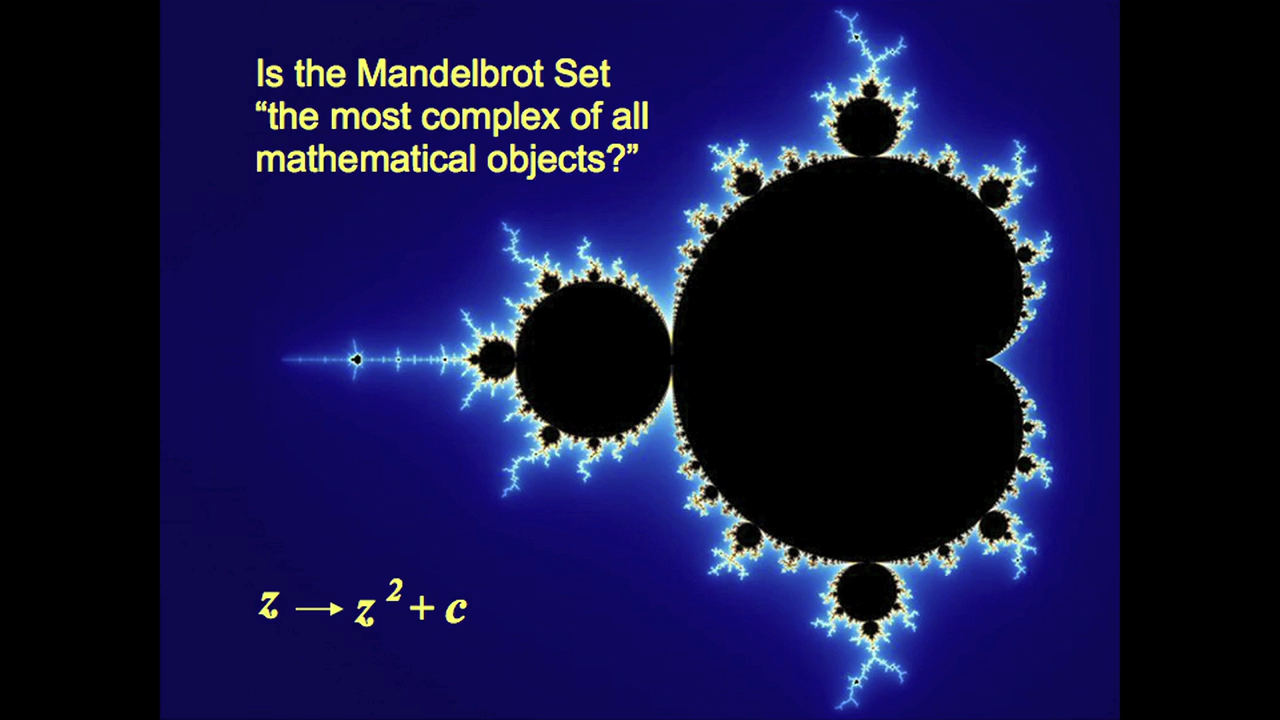 Is the Mandelbrot Set
“the most complex of all
mathematical objects?”
z → z² + c